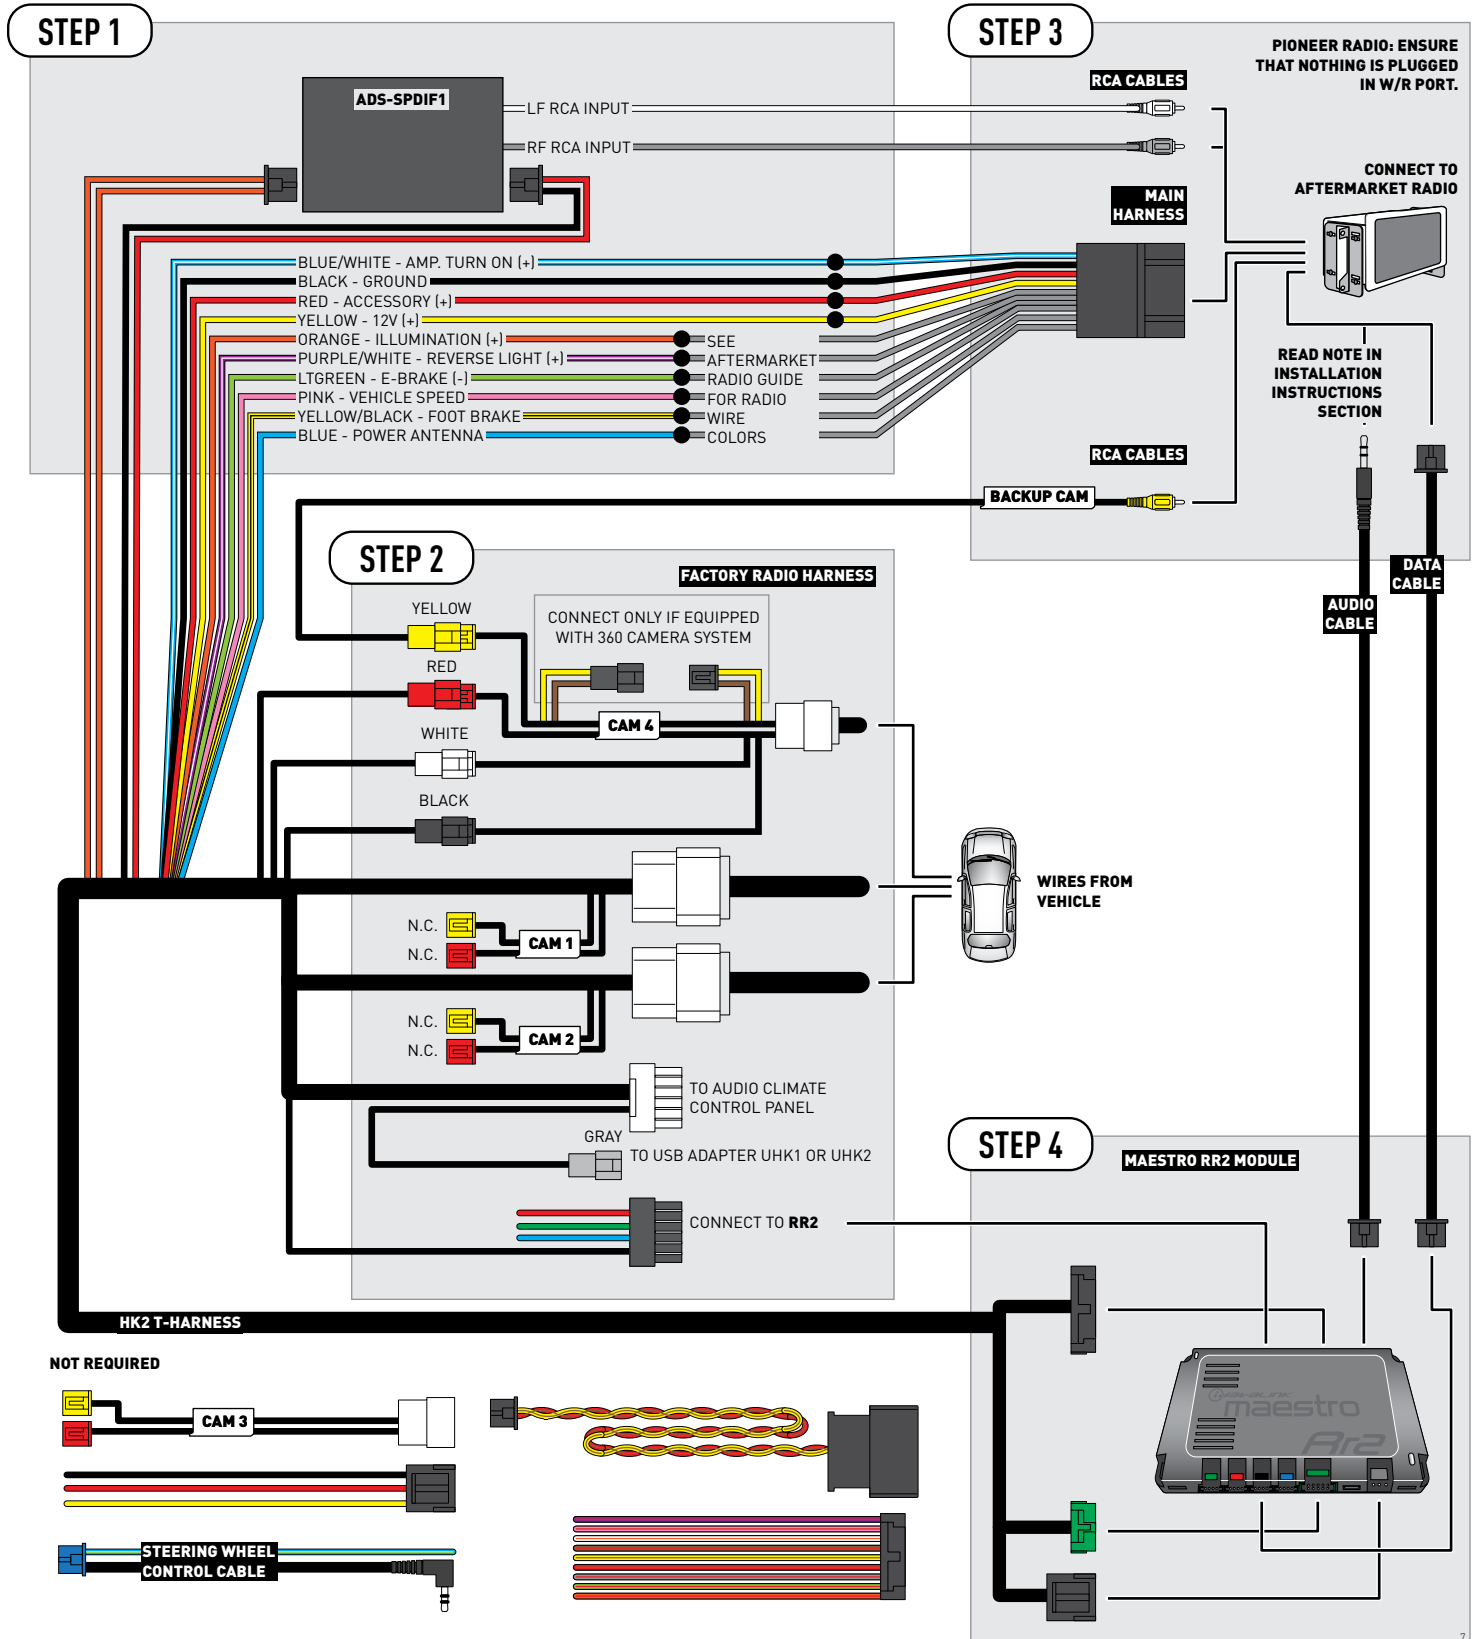 STEP 1
ADS-SPDIF1
LF RCA INPUT
RF RCA INPUT
BLUE/WHITE - AMP. TURN ON (+)
BLACK - GROUND
RED - ACCESSORY (+)
YELLOW - 12V (+)
ORANGE - ILLUMINATION (+)
PURPLE/WHITE - REVERSE LIGHT (+)
LTGREEN - E-BRAKE (-)
PINK - VEHICLE SPEED
YELLOW/BLACK - FOOT BRAKE
BLUE - POWER ANTENNA
SEE
AFTERMARKET
RADIO GUIDE
FOR RADIO
WIRE
COLORS
STEP 3
PIONEER RADIO: ENSURE
THAT NOTHING IS PLUGGED
IN W/R PORT.
RCA CABLES
CONNECT TO
AFTERMARKET RADIO
MAIN
HARNESS
READ NOTE IN
INSTALLATION
INSTRUCTIONS
SECTION
RCA CABLES
BACKUP CAM
DATA
CABLE
AUDIO
CABLE
STEP 2
FACTORY RADIO HARNESS
YELLOW
CONNECT ONLY IF EQUIPPED
WITH 360 CAMERA SYSTEM
RED
CAM 4
WHITE
BLACK
WIRES FROM
VEHICLE
N.C.
CAM 1
N.C.
N.C.
CAM 2
N.C.
TO AUDIO CLIMATE
CONTROL PANEL
GRAY
TO USB ADAPTER UHK1 OR UHK2
CONNECT TO RR2
STEP 4
MAESTRO RR2 MODULE
HK2 T-HARNESS
NOT REQUIRED
CAM 3
STEERING WHEEL
CONTROL CABLE
maestro
Rr2
7